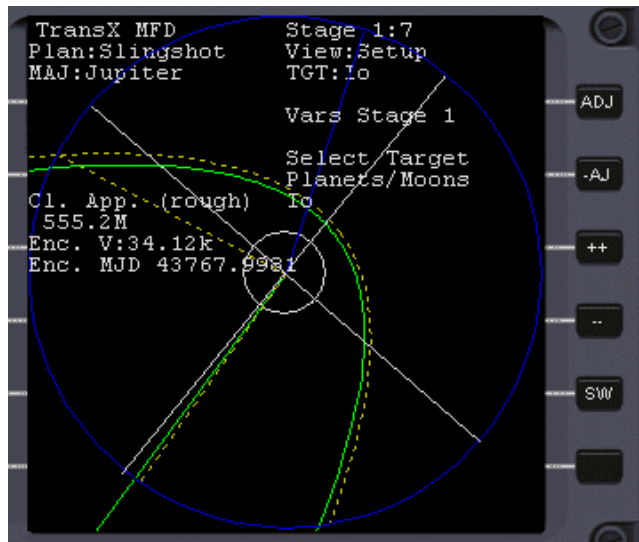 TransX MFD
Stage 1:7
Plan:Slingshot
View:Setup
MAJ:Jupiter
TGT:Io
Vars Stage 1
Select Target
Planets/Moons
Cl. App. (rough)
Io
555.2M
Enc. V:34.12k
Enc. MJD 43767.9981
ADJ
-AJ
++
--
SW